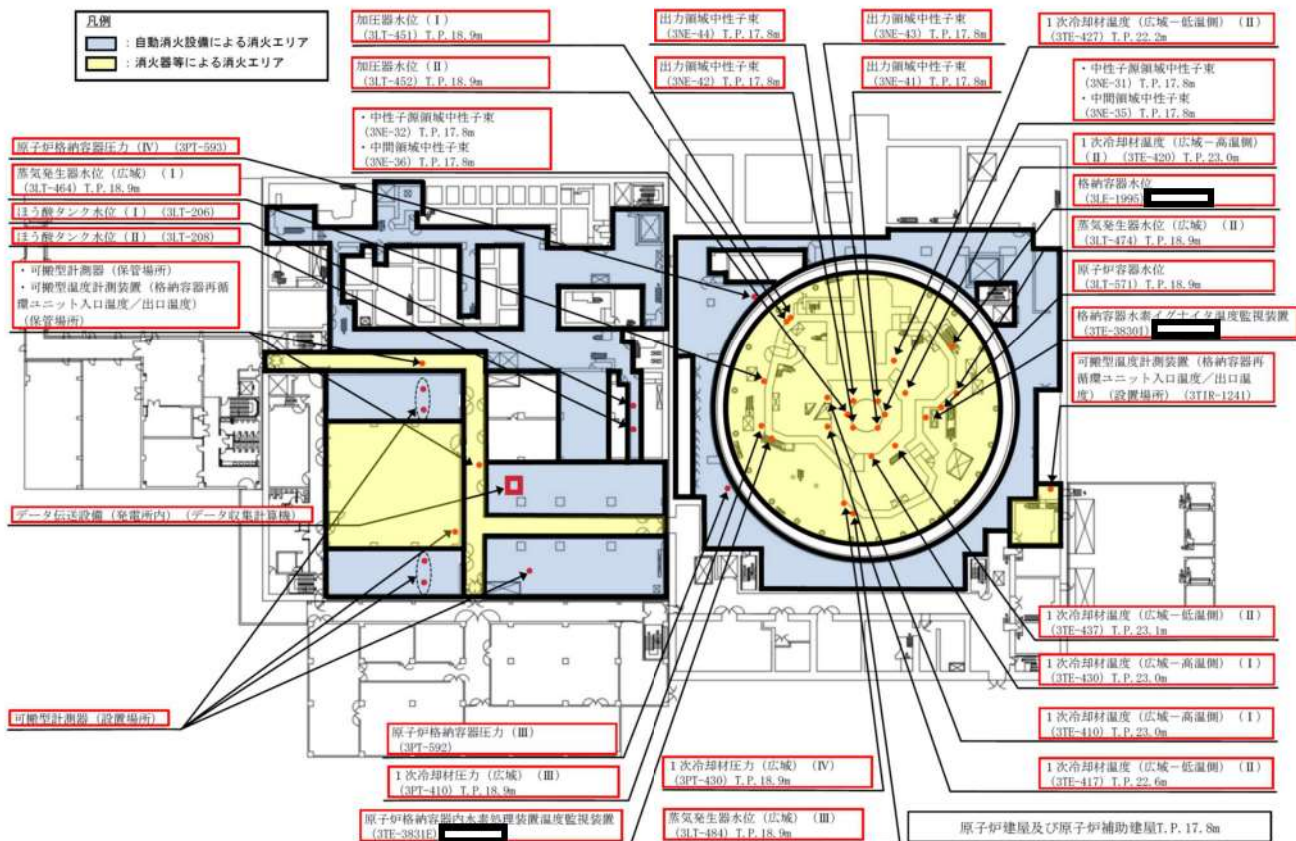 凡例
：自動消火設備による消火エリア
：消火器等による消火エリア
加圧器水位（Ⅰ）
(3LT-451) T.P.18.9m
加圧器水位（Ⅱ）
(3LT-452) T.P.18.9m
・中性子源領域中性子束
(3NE-32) T.P.17.8m
・中間領域中性子束
(3NE-36) T.P.17.8m
出力領域中性子束
(3NE-44) T.P.17.8m
出力領域中性子束
(3NE-42) T.P.17.8m
出力領域中性子束
(3NE-43) T.P.17.8m
出力領域中性子束
(3NE-41) T.P.17.8m
1次冷却材温度（広域－低温側）（Ⅱ）
(3TE-427) T.P.22.2m
・中性子源領域中性子束
(3NE-31) T.P.17.8m
・中間領域中性子束
(3NE-35) T.P.17.8m
1次冷却材温度（広域－高温側）
（Ⅱ）(3TE-420) T.P.23.0m
格納容器水位
(3LE-1995)
蒸気発生器水位（広域）（Ⅱ）
(3LT-474) T.P.18.9m
原子炉容器水位
(3LT-571) T.P.18.9m
格納容器水素イグナイタ温度監視装置
(3TE-3830I)
可搬型温度計測装置（格納容器再
循環ユニット入口温度／出口温
度）（設置場所）(3TIR-1241)
原子炉格納容器圧力（Ⅳ）(3PT-593)
蒸気発生器水位（広域）（Ⅰ）
(3LT-464) T.P.18.9m
ほう酸タンク水位（Ⅰ）(3LT-206)
ほう酸タンク水位（Ⅱ）(3LT-208)
・可搬型計測器（保管場所）
・可搬型温度計測装置（格納容器再循
環ユニット入口温度／出口温度）
（保管場所）
データ伝送設備（発電所内）（データ収集計算機）
可搬型計測器（設置場所）
原子炉格納容器圧力（Ⅲ）
(3PT-592)
1次冷却材圧力（広域）（Ⅲ）
(3PT-410) T.P.18.9m
原子炉格納容器内水素処理装置温度監視装置
(3TE-3831E)
1次冷却材圧力（広域）（Ⅳ）
(3PT-430) T.P.18.9m
蒸気発生器水位（広域）（Ⅲ）
(3LT-484) T.P.18.9m
1次冷却材温度（広域－低温側）（Ⅱ）
(3TE-437) T.P.23.1m
1次冷却材温度（広域－高温側）（Ⅰ）
(3TE-430) T.P.23.0m
1次冷却材温度（広域－高温側）（Ⅰ）
(3TE-410) T.P.23.0m
1次冷却材温度（広域－低温側）（Ⅱ）
(3TE-417) T.P.22.6m
原子炉建屋及び原子炉補助建屋T.P.17.8m